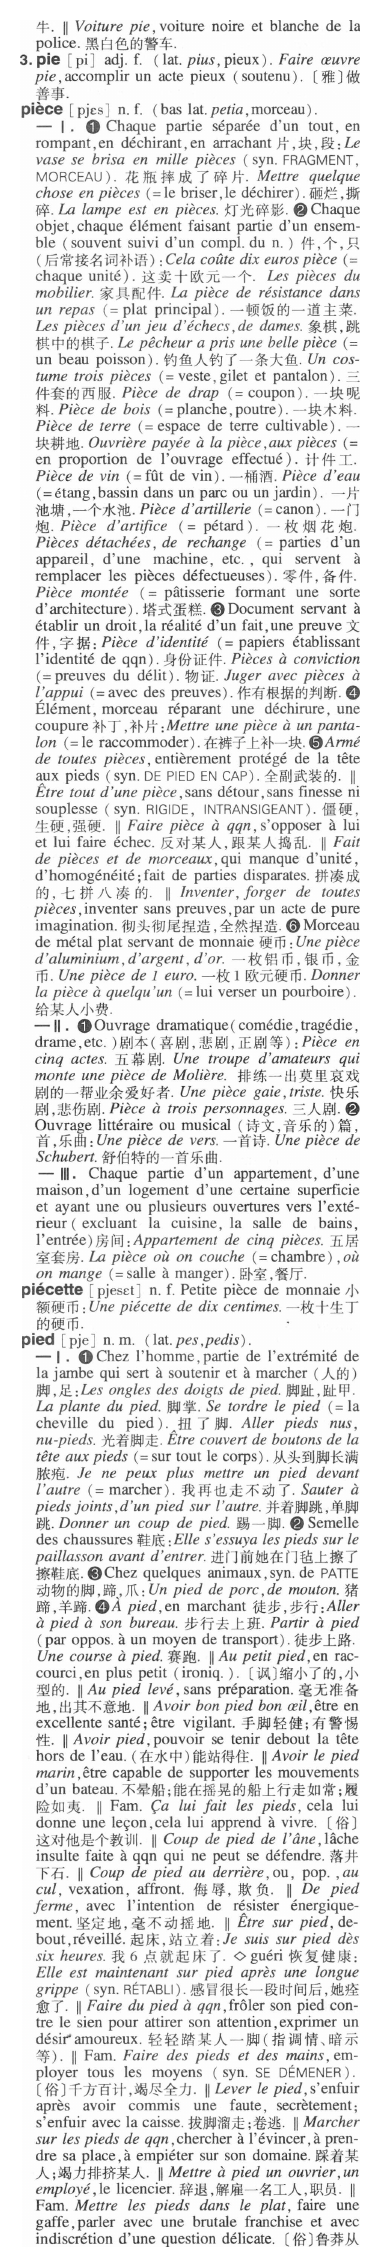 牛. ‖ Voiture pie, voiture noire et blanche de la
police. 黑白色的警车.
3. pie [pi] adj. f. (lat. pius, pieux). Faire œuvre
pie, accomplir un acte pieux (soutenu). 〔雅〕做
善事.
pièce [pjɛs] n. f. (bas lat. petia, morceau).
— Ⅰ. ❶ Chaque partie séparée d'un tout, en
rompant, en déchirant, en arrachant 片,块,段: Le
vase se brisa en mille pièces (syn. FRAGMENT,
MORCEAU). 花瓶摔成了碎片. Mettre quelque
chose en pièces (= le briser, le déchirer). 砸烂,撕
碎. La lampe est en pièces. 灯光碎影. ❷ Chaque
objet, chaque élément faisant partie d'un ensem-
ble (souvent suivi d'un compl. du n.) 件,个,只
(后常接名词补语): Cela coûte dix euros pièce (=
chaque unité). 这卖十欧元一个. Les pièces du
mobilier. 家具配件. La pièce de résistance dans
un repas (= plat principal). 一顿饭的一道主菜.
Les pièces d'un jeu d'échecs, de dames. 象棋,跳
棋中的棋子. Le pêcheur a pris une belle pièce (=
un beau poisson). 钓鱼人钓了一条大鱼. Un cos-
tume trois pièces (= veste, gilet et pantalon). 三
件套的西服. Pièce de drap (= coupon). 一块呢
料. Pièce de bois (= planche, poutre). 一块木料.
Pièce de terre (= espace de terre cultivable). 一
块耕地. Ouvrière payée à la pièce, aux pièces (=
en proportion de l'ouvrage effectué). 计件工.
Pièce de vin (= fût de vin). 一桶酒. Pièce d'eau
(= étang, bassin dans un parc ou un jardin). 一片
池塘,一个水池. Pièce d'artillerie (= canon). 一门
炮. Pièce d'artifice (= pétard). 一枚烟花炮.
Pièces détachées, de rechange (= parties d'un
appareil, d'une machine, etc., qui servent à
remplacer les pièces défectueuses). 零件,备件.
Pièce montée (= pâtisserie formant une sorte
d'architecture). 塔式蛋糕. ❸ Document servant à
établir un droit, la réalité d'un fait, une preuve 文
件,字据: Pièce d'identité (= papiers établissant
l'identité de qqn). 身份证件. Pièces à conviction
(= preuves du délit). 物证. Juger avec pièces à
l'appui (= avec des preuves). 作有根据的判断. ❹
Élément, morceau réparant une déchirure, une
coupure 补丁,补片: Mettre une pièce à un panta-
lon (= le raccommoder). 在裤子上补一块. ❺ Armé
de toutes pièces, entièrement protégé de la tête
aux pieds (syn. DE PIED EN CAP). 全副武装的. ‖
Être tout d'une pièce, sans détour, sans finesse ni
souplesse (syn. RIGIDE, INTRANSIGEANT). 僵硬,
生硬,强硬. ‖ Faire pièce à qqn, s'opposer à lui
et lui faire échec. 反对某人,跟某人捣乱. ‖ Fait
de pièces et de morceaux, qui manque d'unité,
d'homogénéité; fait de parties disparates. 拼凑成
的,七拼八凑的. ‖ Inventer, forger de toutes
pièces, inventer sans preuves, par un acte de pure
imagination. 彻头彻尾捏造,全然捏造. ❻ Morceau
de métal plat servant de monnaie 硬币: Une pièce
d'aluminium, d'argent, d'or. 一枚铝币,银币,金
币. Une pièce de 1 euro. 一枚1欧元硬币. Donner
la pièce à quelqu'un (= lui verser un pourboire).
给某人小费.
— Ⅱ. ❶ Ouvrage dramatique (comédie, tragédie,
drame, etc.) 剧本(喜剧,悲剧,正剧等): Pièce en
cinq actes. 五幕剧. Une troupe d'amateurs qui
monte une pièce de Molière. 排练一出莫里哀戏
剧的一帮业余爱好者. Une pièce gaie, triste. 快乐
剧,悲伤剧. Pièce à trois personnages. 三人剧. ❷
Ouvrage littéraire ou musical (诗文,音乐的)篇,
首,乐曲: Une pièce de vers. 一首诗. Une pièce de
Schubert. 舒伯特的一首乐曲.
— Ⅲ. Chaque partie d'un appartement, d'une
maison, d'un logement d'une certaine superficie
et ayant une ou plusieurs ouvertures vers l'exté-
rieur (excluant la cuisine, la salle de bains,
l'entrée) 房间: Appartement de cinq pièces. 五居
室套房. La pièce où on couche (= chambre), où
on mange (= salle à manger). 卧室,餐厅.
piécette [pjesɛt] n. f. Petite pièce de monnaie 小
额硬币: Une piécette de dix centimes. 一枚十生丁
的硬币.
pied [pje] n. m. (lat. pes, pedis).
— Ⅰ. ❶ Chez l'homme, partie de l'extrémité de
la jambe qui sert à soutenir et à marcher (人的)
脚,足: Les ongles des doigts de pied. 脚趾,趾甲.
La plante du pied. 脚掌. Se tordre le pied (= la
cheville du pied). 扭了脚. Aller pieds nus,
nu-pieds. 光着脚走. Être couvert de boutons de la
tête aux pieds (= sur tout le corps). 从头到脚长满
脓疱. Je ne peux plus mettre un pied devant
l'autre (= marcher). 我再也走不动了. Sauter à
pieds joints, d'un pied sur l'autre. 并着脚跳,单脚
跳. Donner un coup de pied. 踢一脚. ❷ Semelle
des chaussures 鞋底: Elle s'essuya les pieds sur le
paillasson avant d'entrer. 进门前她在门毡上擦了
擦鞋底. ❸ Chez quelques animaux, syn. de PATTE
动物的脚,蹄,爪: Un pied de porc, de mouton. 猪
蹄,羊蹄. ❹ À pied, en marchant 徒步,步行: Aller
à pied à son bureau. 步行去上班. Partir à pied
(par oppos. à un moyen de transport). 徒步上路.
Une course à pied. 赛跑. ‖ Au petit pied, en rac-
courci, en plus petit (ironiq.). 〔讽〕缩小了的,小
型的. ‖ Au pied levé, sans préparation. 毫无准备
地,出其不意地. ‖ Avoir bon pied bon œil, être en
excellente santé; être vigilant. 手脚轻健;有警惕
性. ‖ Avoir pied, pouvoir se tenir debout la tête
hors de l'eau. (在水中)能站得住. ‖ Avoir le pied
marin, être capable de supporter les mouvements
d'un bateau. 不晕船;能在摇晃的船上行走如常;履
险如夷. ‖ Fam. Ça lui fait les pieds, cela lui
donne une leçon, cela lui apprend à vivre. 〔俗〕
这对他是个教训. ‖ Coup de pied de l'âne, lâche
insulte faite à qqn qui ne peut se défendre. 落井
下石. ‖ Coup de pied au derrière, ou, pop., au
cul, vexation, affront. 侮辱,欺负. ‖ De pied
ferme, avec l'intention de résister énergique-
ment. 坚定地,毫不动摇地. ‖ Être sur pied, de-
bout, réveillé. 起床,站立着: Je suis sur pied dès
six heures. 我6点就起床了. ◇ guéri 恢复健康:
Elle est maintenant sur pied après une longue
grippe (syn. RÉTABLI). 感冒很长一段时间后,她痊
愈了. ‖ Faire du pied à qqn, frôler son pied con-
tre le sien pour attirer son attention, exprimer un
désir amoureux. 轻轻踏某人一脚(指调情、暗示
等). ‖ Fam. Faire des pieds et des mains, em-
ployer tous les moyens (syn. SE DÉMENER).
〔俗〕千方百计,竭尽全力. ‖ Lever le pied, s'enfuir
après avoir commis une faute, secrètement;
s'enfuir avec la caisse. 拔脚溜走;卷逃. ‖ Marcher
sur les pieds de qqn, chercher à l'évincer, à pren-
dre sa place, à empiéter sur son domaine. 踩着某
人;竭力排挤某人. ‖ Mettre à pied un ouvrier, un
employé, le licencier. 辞退,解雇一名工人,职员. ‖
Fam. Mettre les pieds dans le plat, faire une
gaffe, parler avec une brutale franchise et avec
indiscrétion d'une question délicate. 〔俗〕鲁莽从